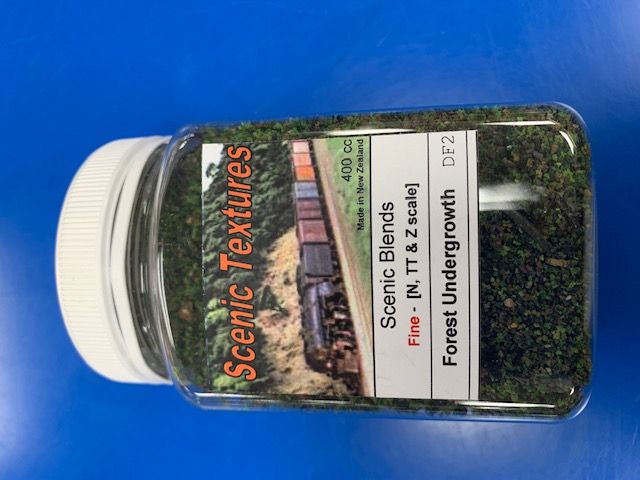 Scenic Textures
400 cc
Made in New Zealand
Scenic Blends
Fine - [N, TT & Z scale]
Forest Undergrowth DF2